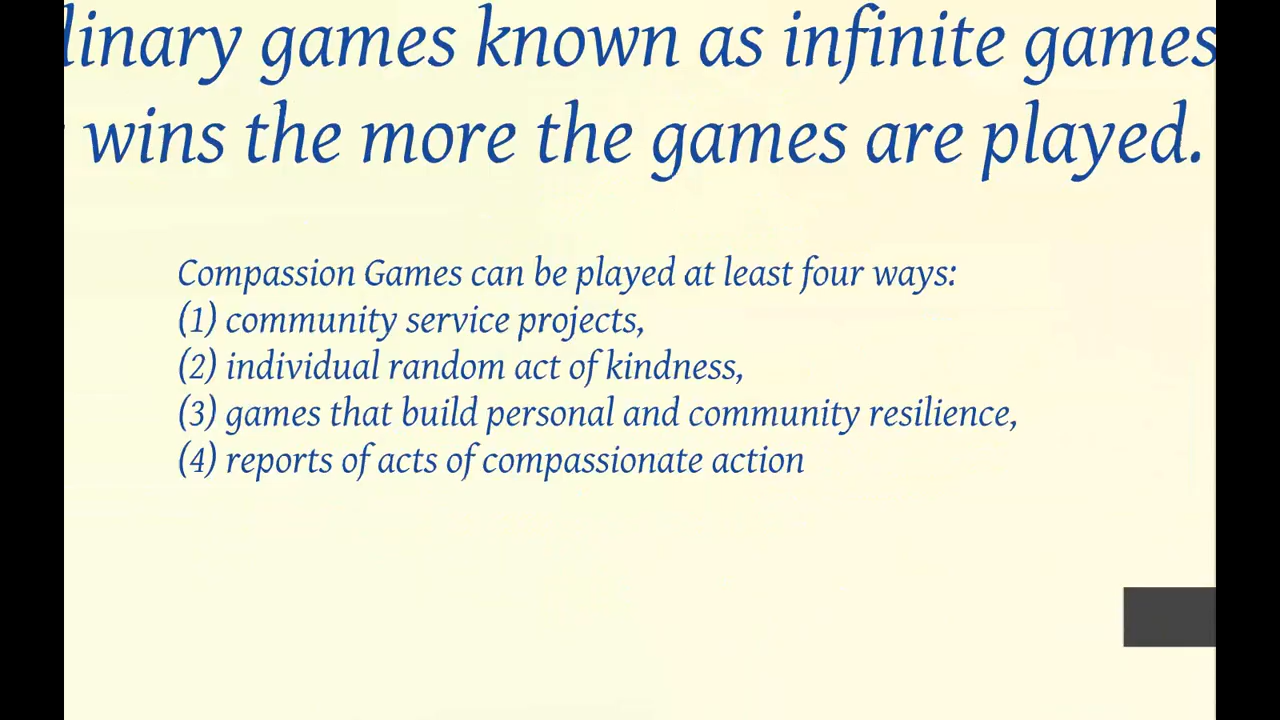 games known as infinite games
wins the more the games are played.
Compassion Games can be played at least four ways:
(1) community service projects,
(2) individual random act of kindness,
(3) games that build personal and community resilience,
(4) reports of acts of compassionate action